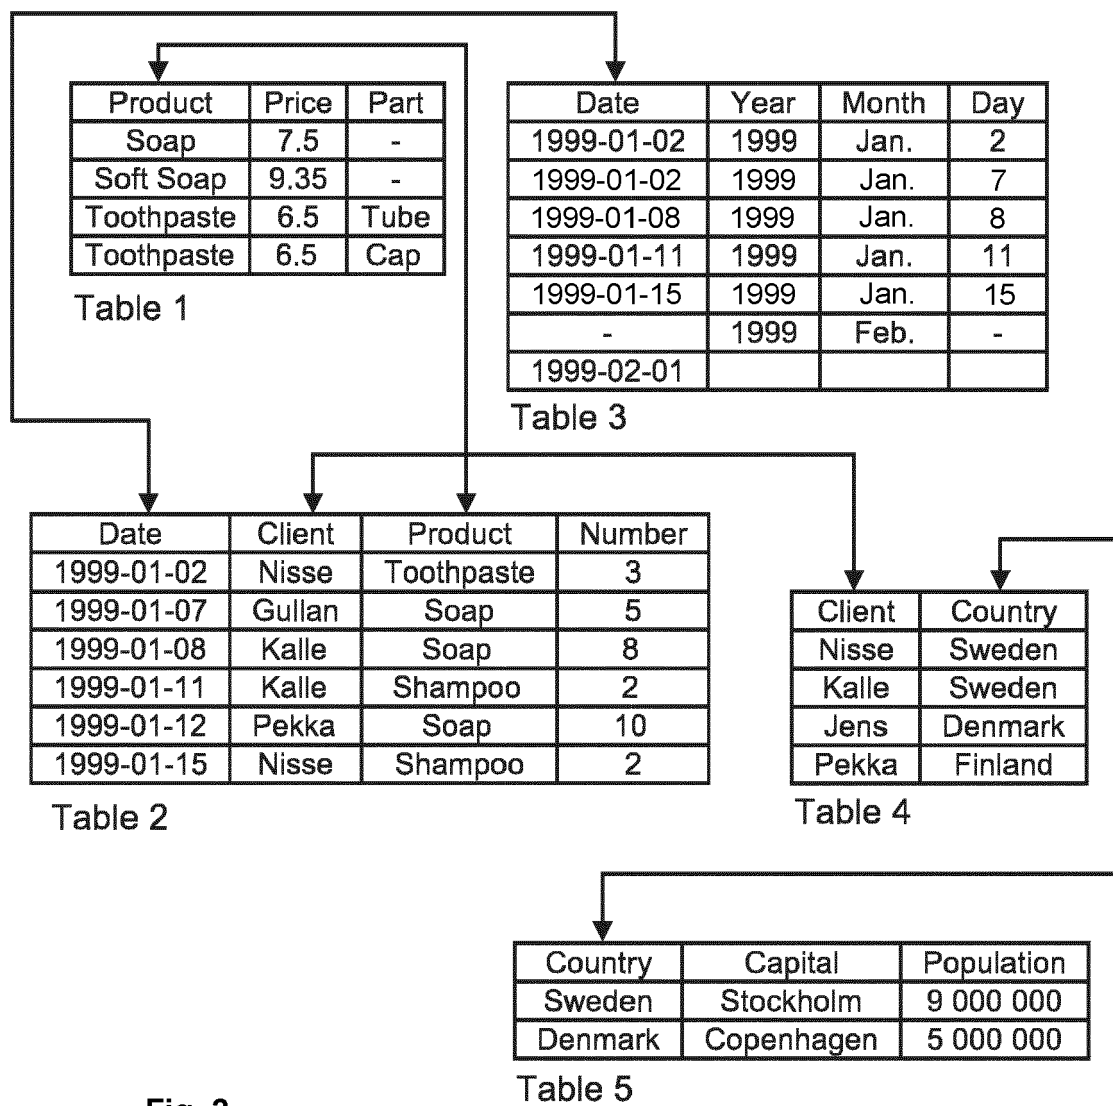 Product Price Part
Soap 7.5 -
Soft Soap 9.35 -
Toothpaste 6.5 Tube
Toothpaste 6.5 Cap
Table 1
Date Year Month Day
1999-01-02 1999 Jan. 2
1999-01-02 1999 Jan. 7
1999-01-08 1999 Jan. 8
1999-01-11 1999 Jan. 11
1999-01-15 1999 Jan. 15
- 1999 Feb. -
1999-02-01
Table 3
Date Client Product Number
1999-01-02 Nisse Toothpaste 3
1999-01-07 Gullan Soap 5
1999-01-08 Kalle Soap 8
1999-01-11 Kalle Shampoo 2
1999-01-12 Pekka Soap 10
1999-01-15 Nisse Shampoo 2
Table 2
Client Country
Nisse Sweden
Kalle Sweden
Jens Denmark
Pekka Finland
Table 4
Country Capital Population
Sweden Stockholm 9 000 000
Denmark Copenhagen 5 000 000
Table 5
Fig.